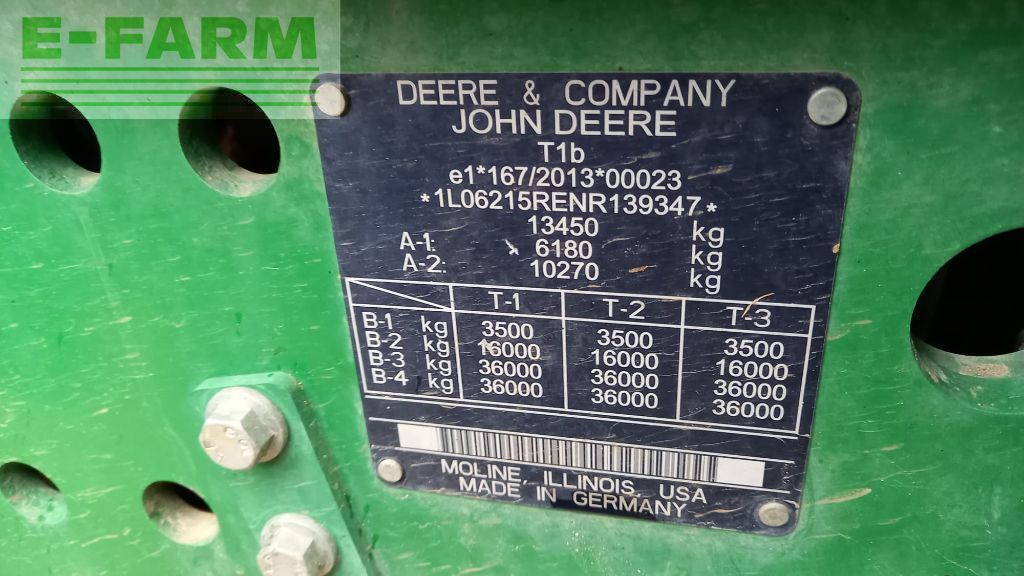 E-FARM
DEERE & COMPANY
JOHN DEERE
T1b
e1*167/2013*00023
*1L06215RENR139347*
13450 kg
A-1: 6180 kg
A-2: 10270 kg
T-1 T-2 T-3
B-1 kg 3500 3500 3500
B-2 kg 16000 16000 16000
B-3 kg 36000 36000 36000
B-4 kg 36000 36000 36000
MOLINE, ILLINOIS, USA
MADE IN GERMANY